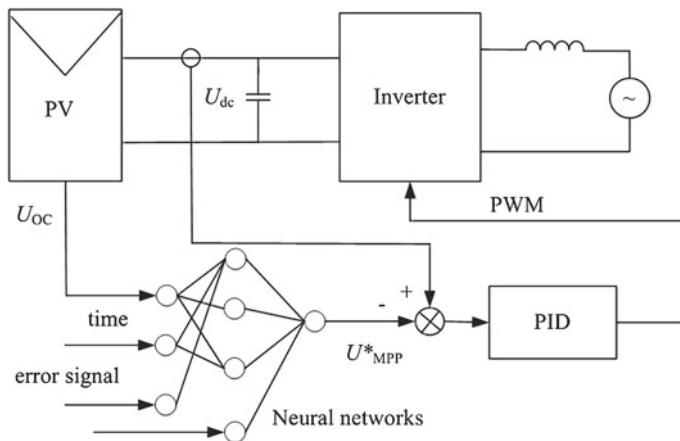 PV
U_dc
Inverter
~
U_OC
PWM
time
error signal
+
-
U*_MPP
PID
Neural networks